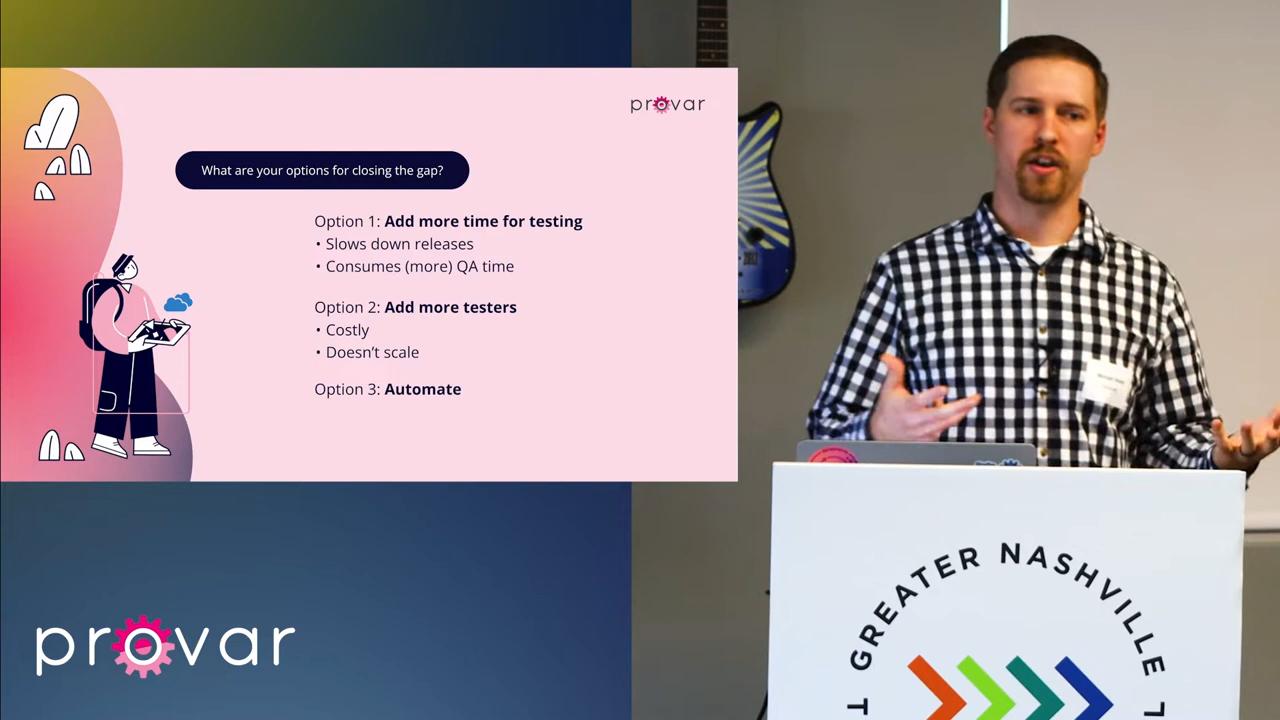 provar
What are your options for closing the gap?
Option 1: Add more time for testing
• Slows down releases
• Consumes (more) QA time
Option 2: Add more testers
• Costly
• Doesn’t scale
Option 3: Automate
provar
GREATER NASHVILLE